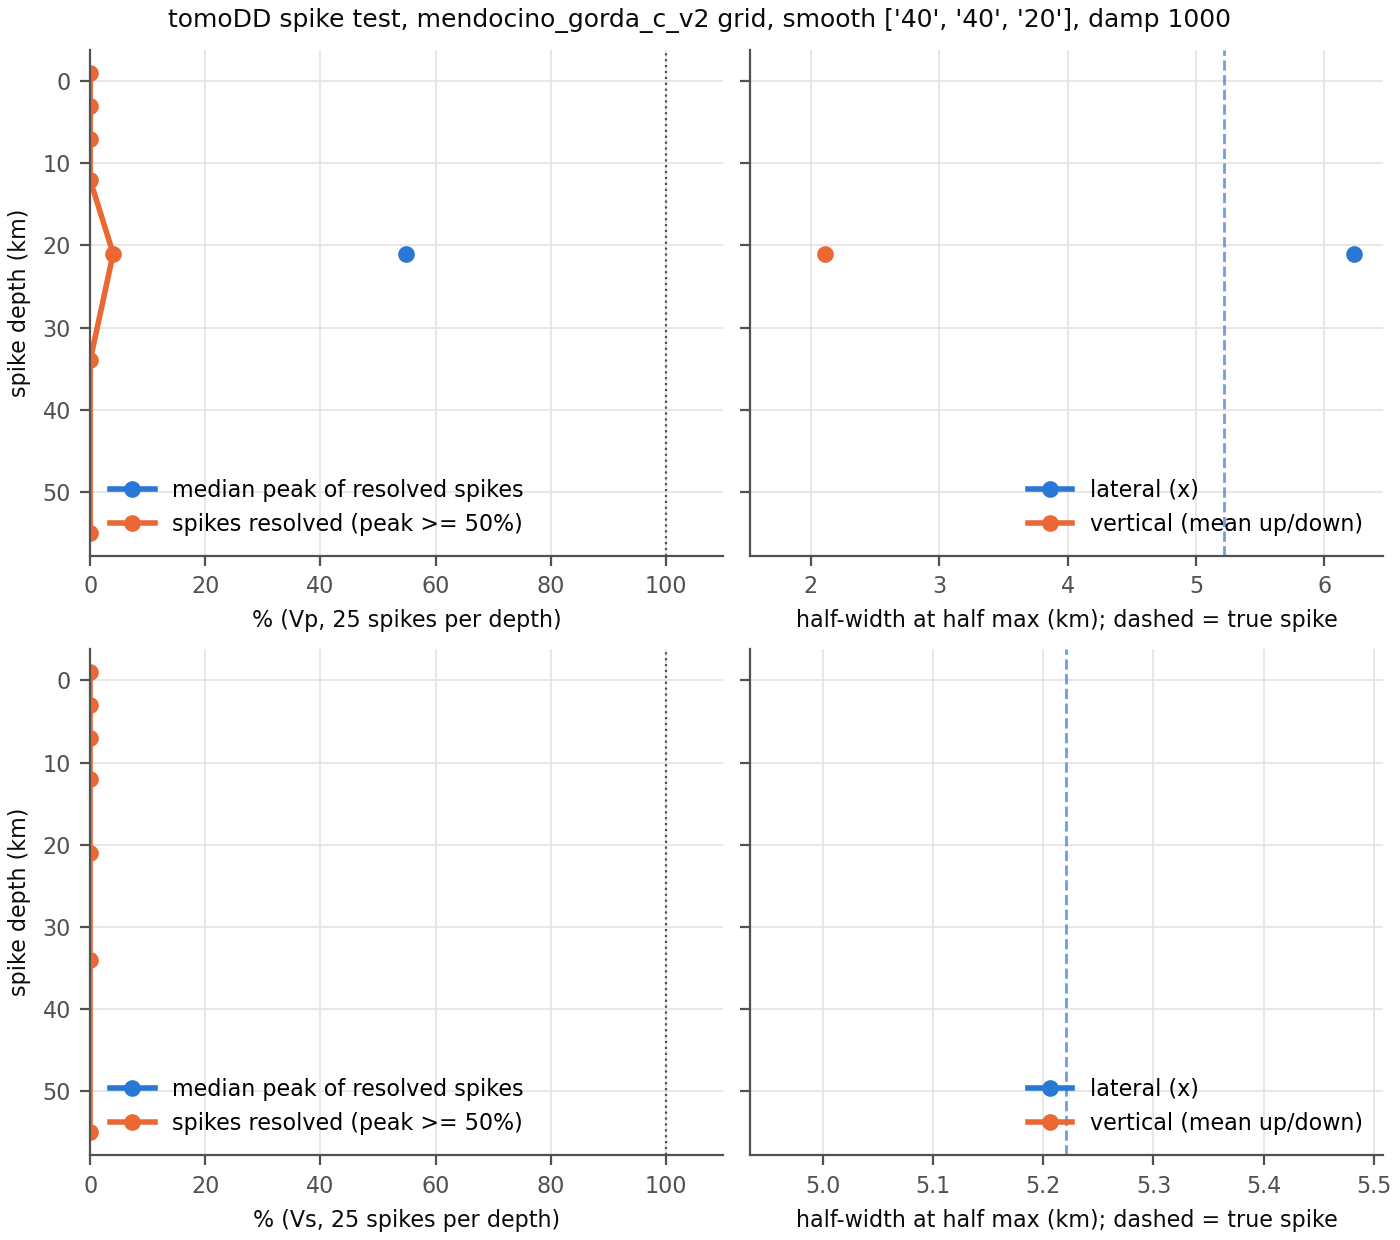 tomoDD spike test, mendocino_gorda_c_v2 grid, smooth ['40', '40', '20'], damp 1000
spike depth (km)
0
10
20
30
40
50
median peak of resolved spikes
spikes resolved (peak >= 50%)
0 20 40 60 80 100
% (Vp, 25 spikes per depth)
lateral (x)
vertical (mean up/down)
2 3 4 5 6
half-width at half max (km); dashed = true spike
spike depth (km)
0
10
20
30
40
50
median peak of resolved spikes
spikes resolved (peak >= 50%)
0 20 40 60 80 100
% (Vs, 25 spikes per depth)
lateral (x)
vertical (mean up/down)
5.0 5.1 5.2 5.3 5.4 5.5
half-width at half max (km); dashed = true spike